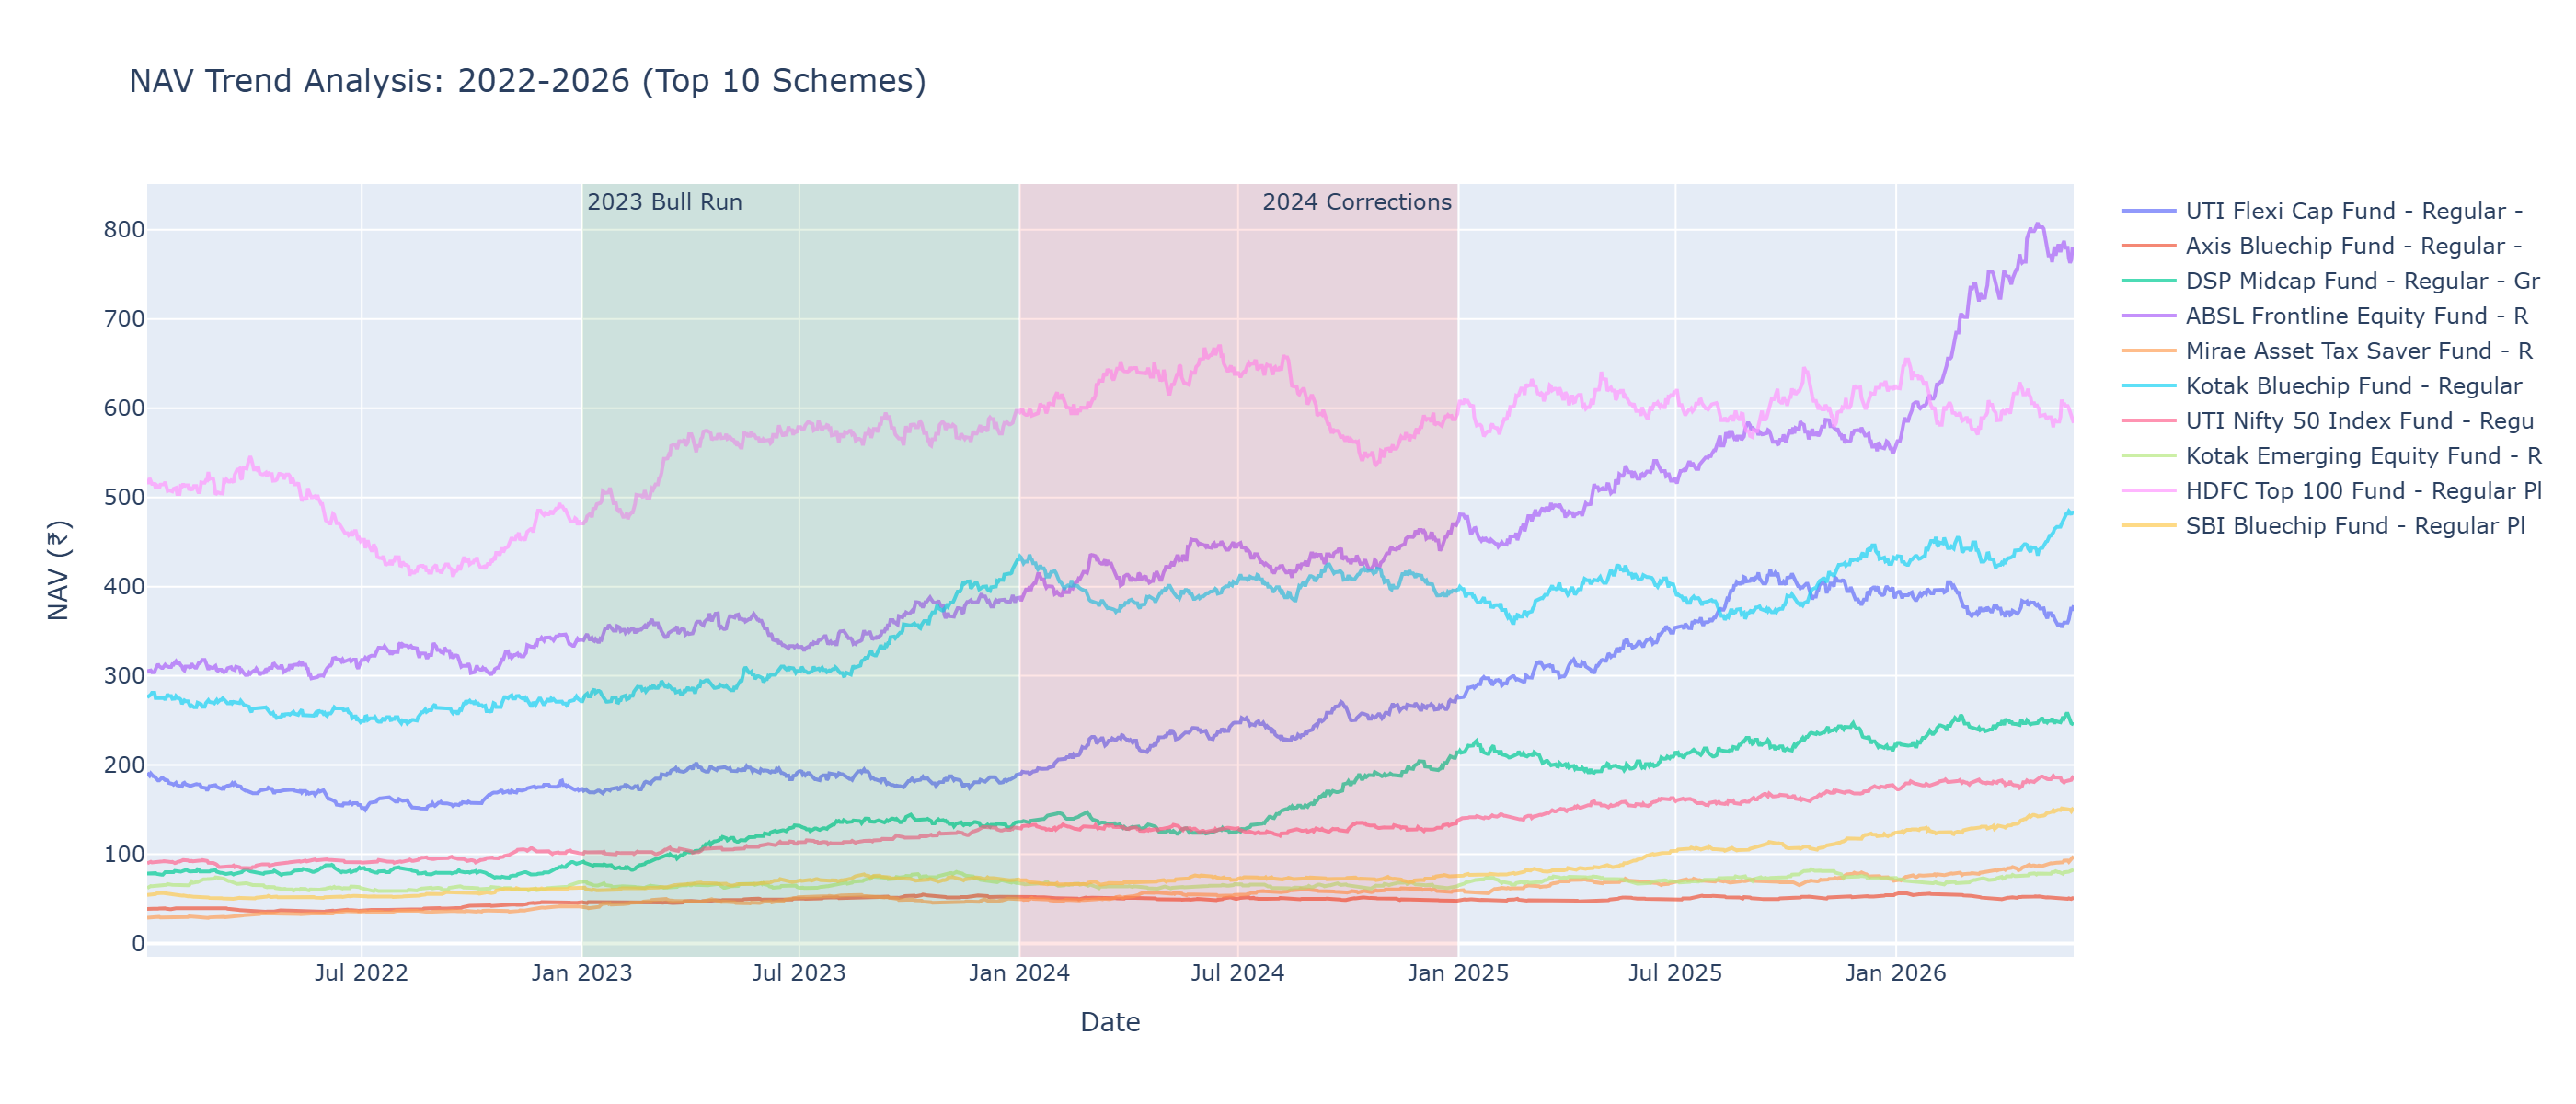 NAV Trend Analysis: 2022-2026 (Top 10 Schemes)
2023 Bull Run
2024 Corrections
800
700
600
500
400
300
200
100
0
NAV (₹)
Jul 2022
Jan 2023
Jul 2023
Jan 2024
Jul 2024
Jan 2025
Jul 2025
Jan 2026
Date
UTI Flexi Cap Fund - Regular -
Axis Bluechip Fund - Regular -
DSP Midcap Fund - Regular - Gr
ABSL Frontline Equity Fund - R
Mirae Asset Tax Saver Fund - R
Kotak Bluechip Fund - Regular
UTI Nifty 50 Index Fund - Regu
Kotak Emerging Equity Fund - R
HDFC Top 100 Fund - Regular Pl
SBI Bluechip Fund - Regular Pl